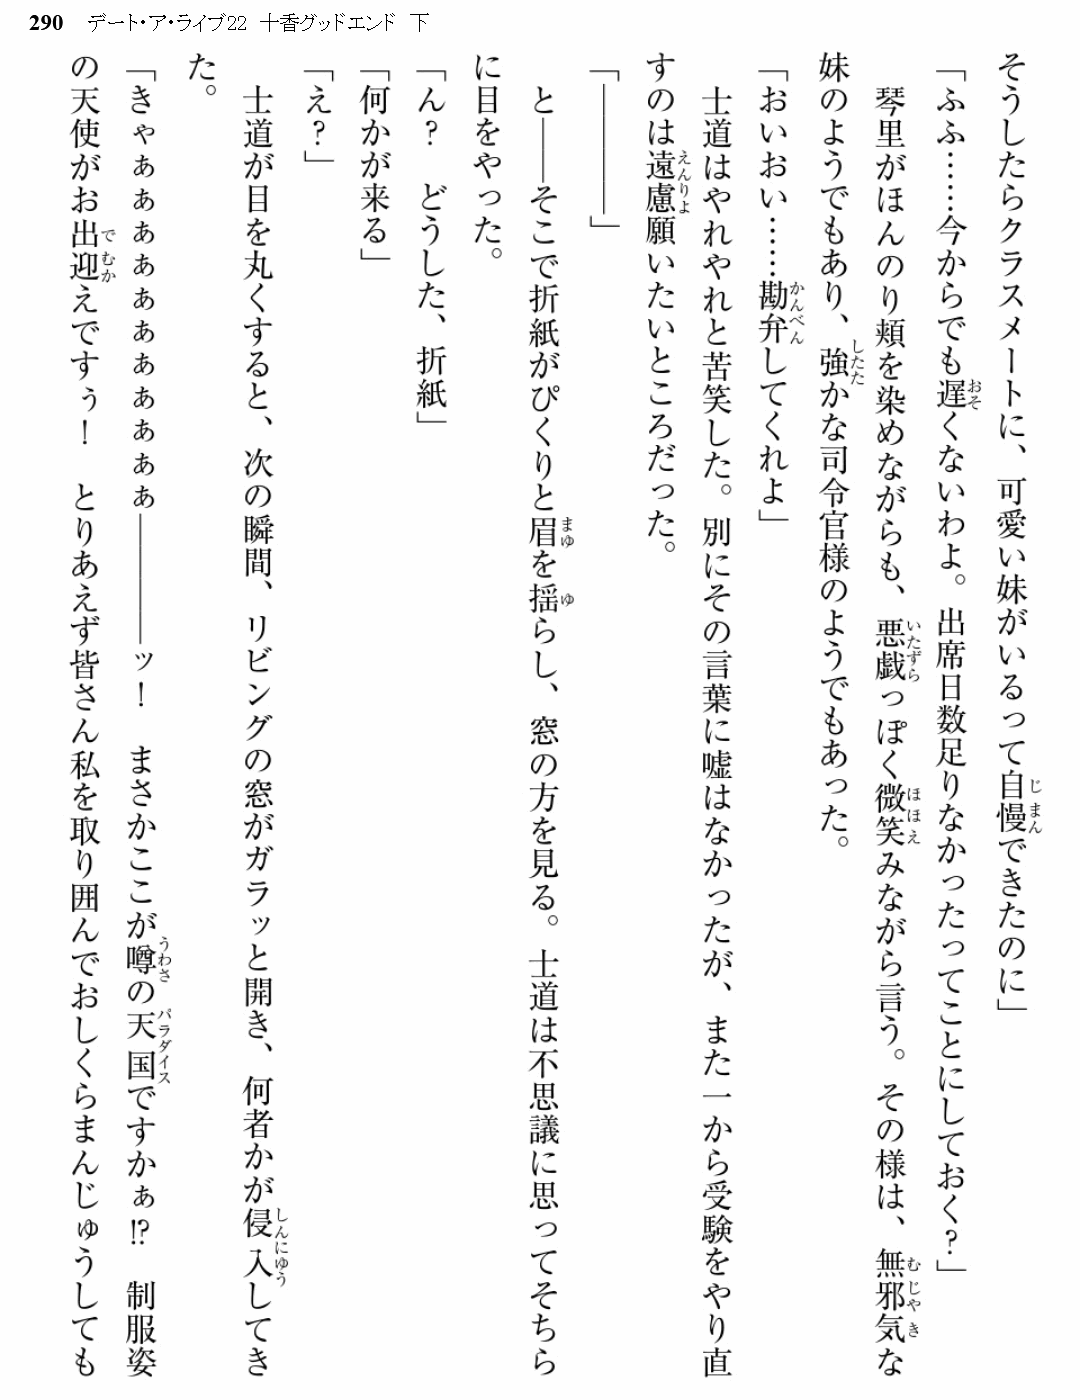 290 デート・ア・ライブ22 十香グッドエンド 下
そうしたらクラスメートに、可愛い妹がいるって自慢できたのに」
「ふふ……今からでも遅くないわよ。出席日数足りなかったってことにしておく?」
琴里がほんのり頬を染めながらも、悪戯っぽく微笑みながら言う。その様は、無邪気な
妹のようでもあり、強かな司令官様のようでもあった。
「おいおい……勘弁してくれよ」
士道はやれやれと苦笑した。別にその言葉に嘘はなかったが、また一から受験をやり直
すのは遠慮願いたいところだった。
「――――」
と――そこで折紙がぴくりと眉を揺らし、窓の方を見る。士道は不思議に思ってそちら
に目をやった。
「ん? どうした、折紙」
「何かが来る」
「え?」
士道が目を丸くすると、次の瞬間、リビングの窓がガラッと開き、何者かが侵入してき
た。
「きゃぁぁぁぁぁぁぁぁぁぁぁ――――ッ! まさかここが噂の天国ですかぁ!? 制服姿
の天使がお出迎えですぅ! とりあえず皆さん私を取り囲んでおしくらまんじゅうしても